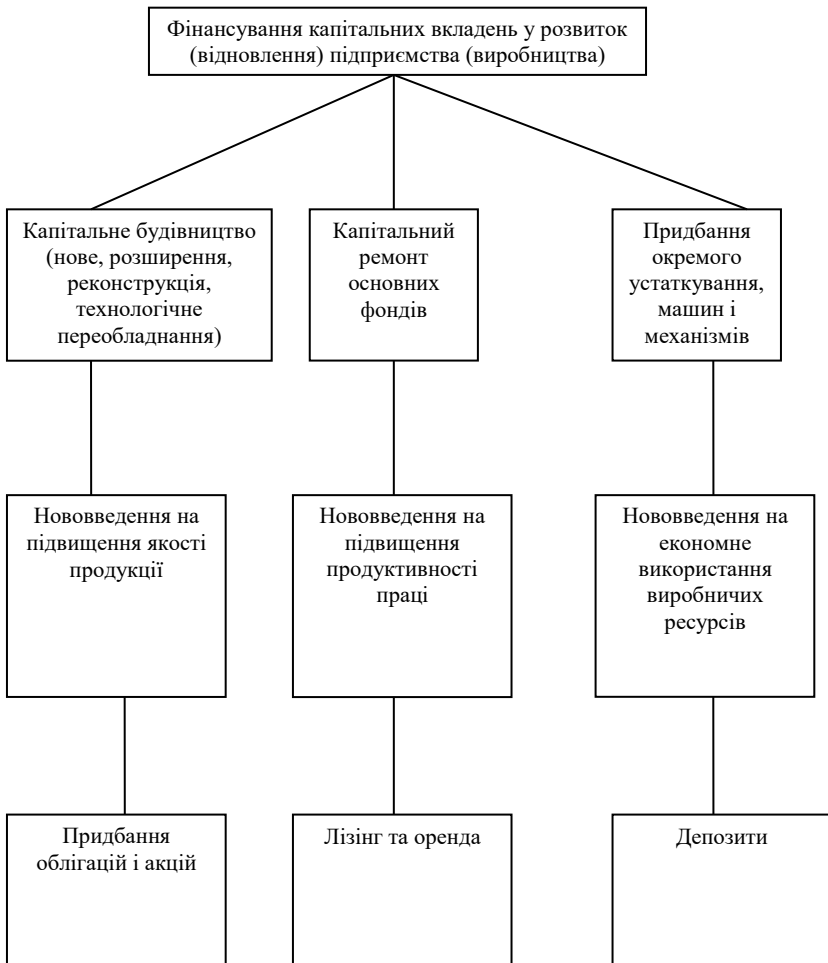 Фінансування капітальних вкладень у розвиток
(відновлення) підприємства (виробництва)
Капітальне будівництво
(нове, розширення,
реконструкція,
технологічне
переобладнання)
Капітальний
ремонт
основних
фондів
Придбання
окремого
устаткування,
машин і
механізмів
Нововведення на
підвищення якості
продукції
Нововведення на
підвищення
продуктивності
праці
Нововведення на
економне
використання
виробничих
ресурсів
Придбання
облігацій і акцій
Лізінг та оренда
Депозити